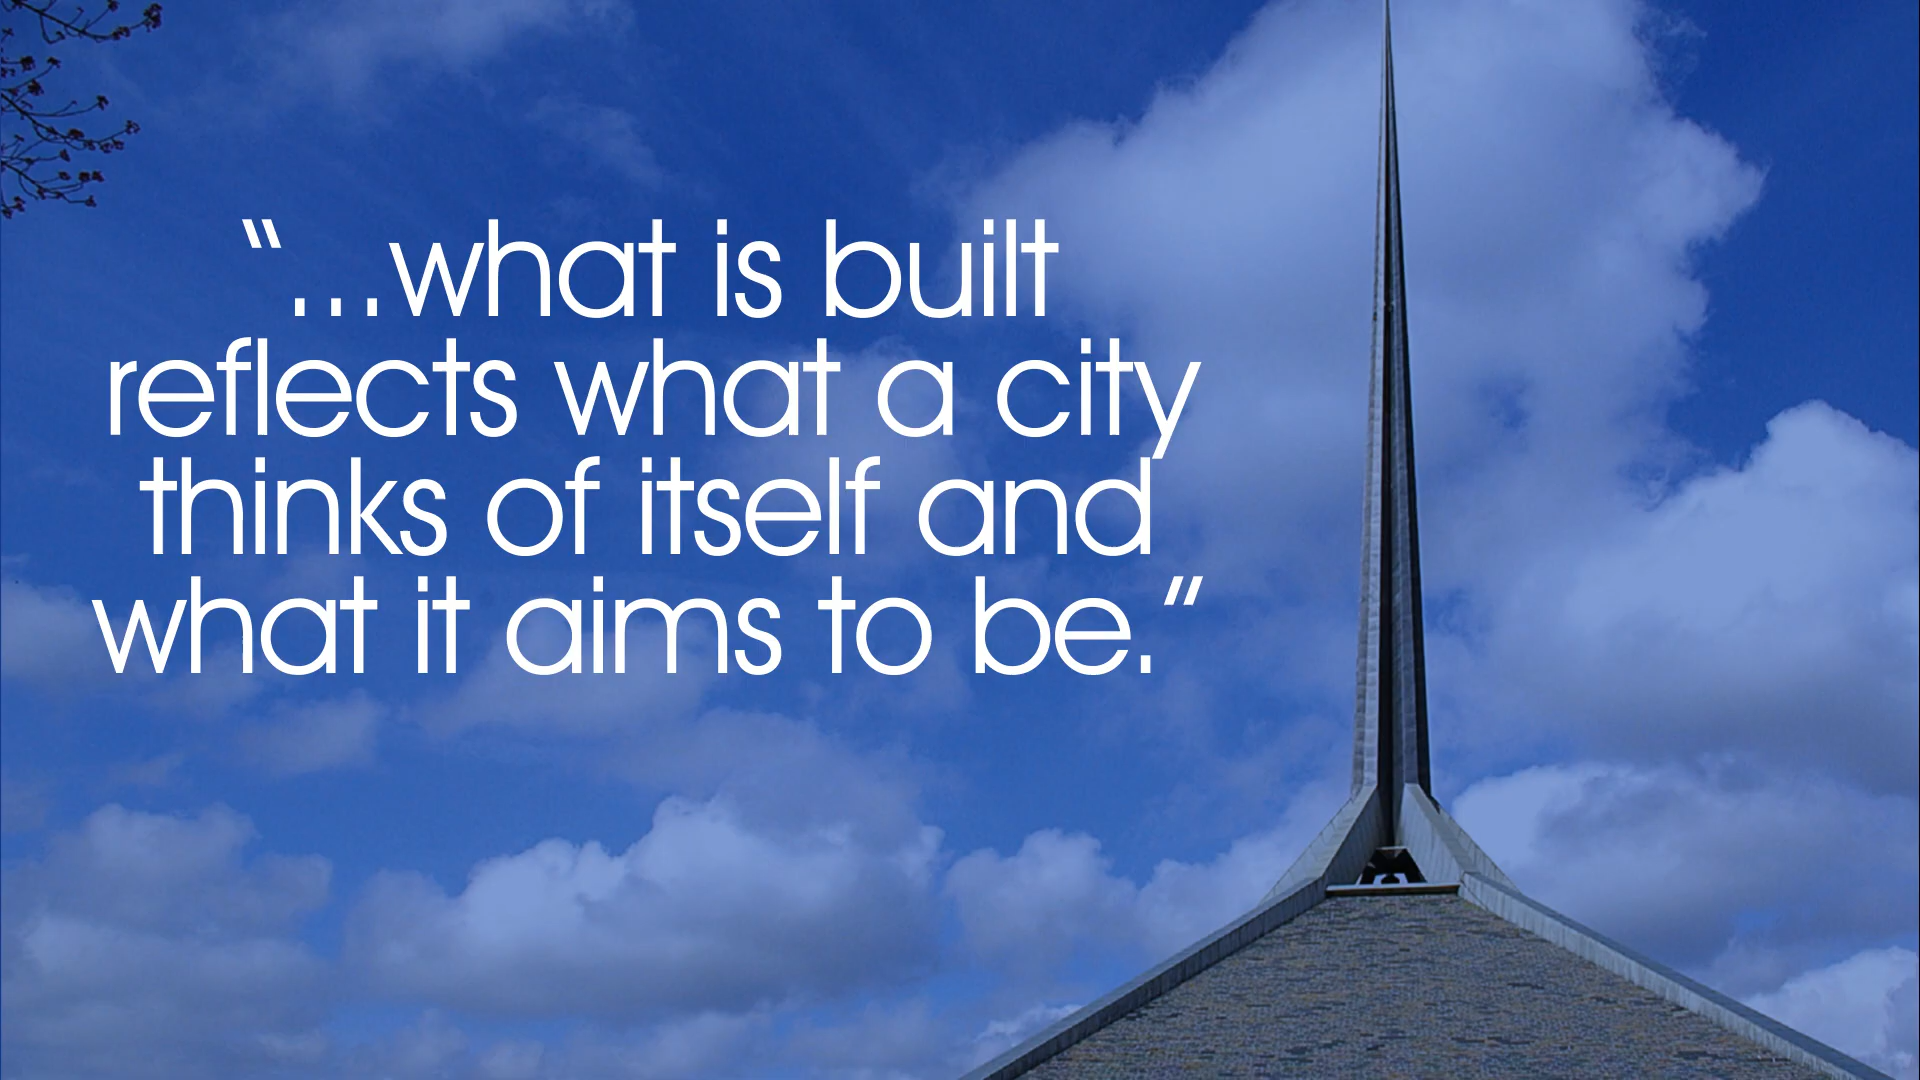 “...what is built
reflects what a city
thinks of itself and
what it aims to be.”